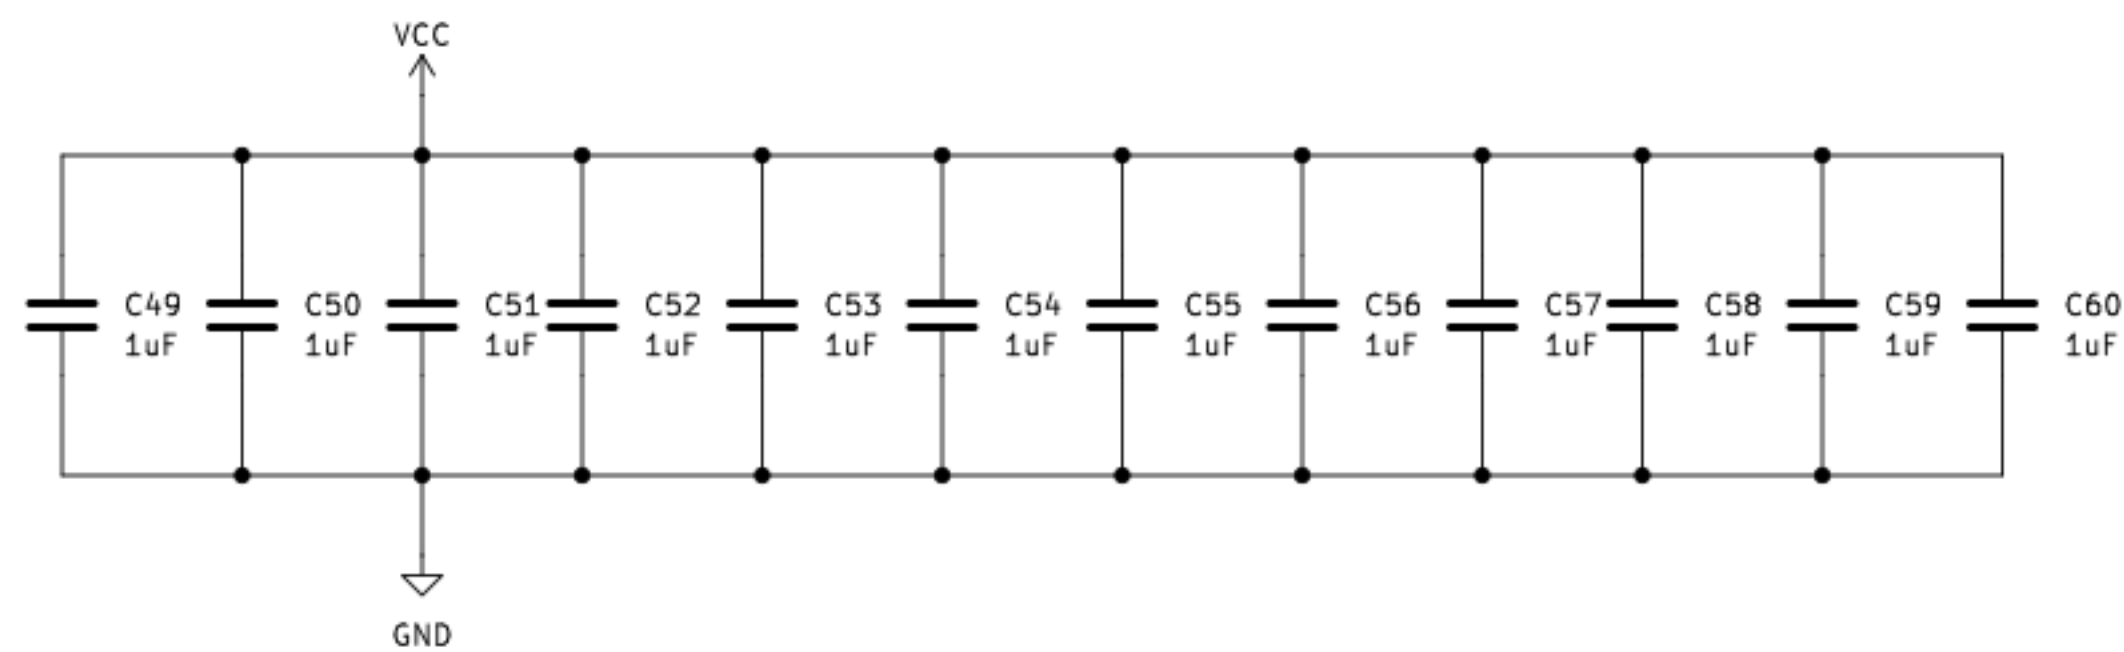 VCC
C49 C50 C51 C52 C53 C54 C55 C56 C57 C58 C59 C60
1uF 1uF 1uF 1uF 1uF 1uF 1uF 1uF 1uF 1uF 1uF 1uF
GND